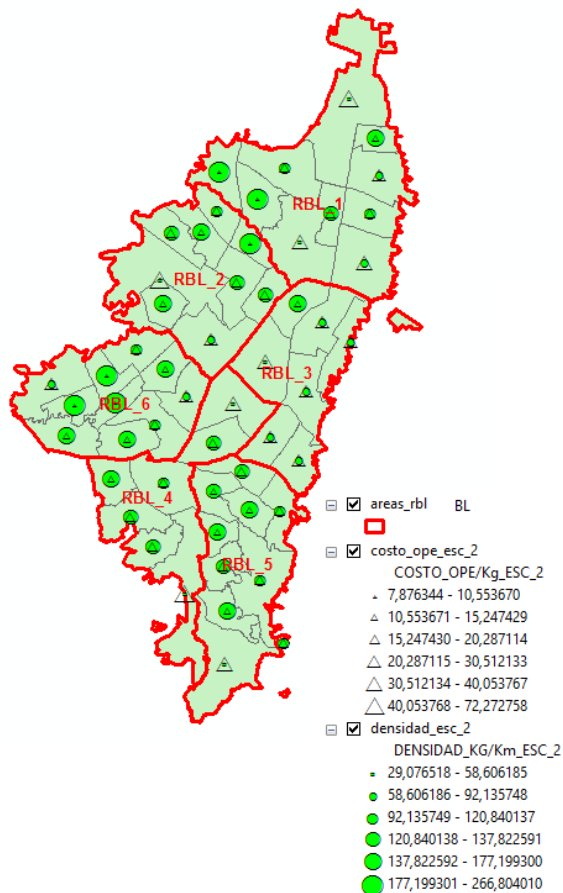 RBL_1
RBL_2
RBL_3
RBL_6
RBL_4
RBL_5
areas_rbl BL
costo_ope_esc_2
COSTO_OPE/Kg_ESC_2
7,876344 - 10,553670
10,553671 - 15,247429
15,247430 - 20,287114
20,287115 - 30,512133
30,512134 - 40,053767
40,053768 - 72,272758
densidad_esc_2
DENSIDAD_KG/Km_ESC_2
29,076518 - 58,606185
58,606186 - 92,135748
92,135749 - 120,840137
120,840138 - 137,822591
137,822592 - 177,199300
177,199301 - 266,804010